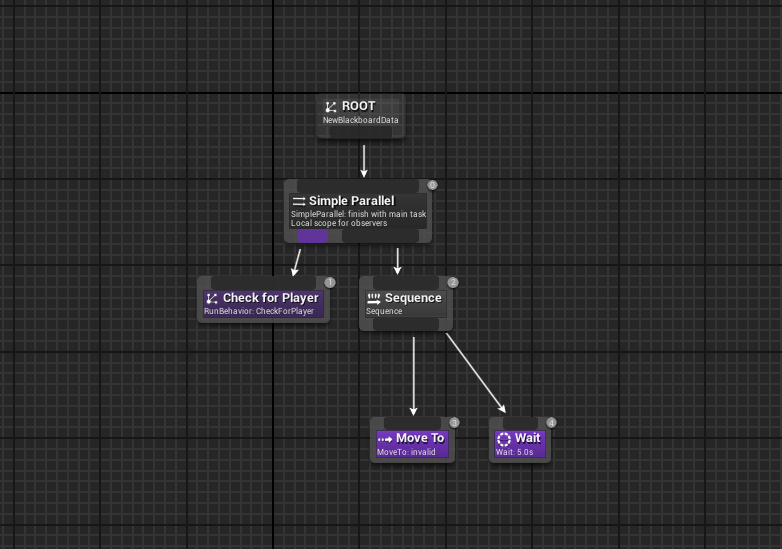 ROOT
NewBlackboardData
0
Simple Parallel
SimpleParallel: finish with main task
Local scope for observers
1
Check for Player
RunBehavior: CheckForPlayer
2
Sequence
Sequence
3
Move To
MoveTo: invalid
4
Wait
Wait: 5.0s